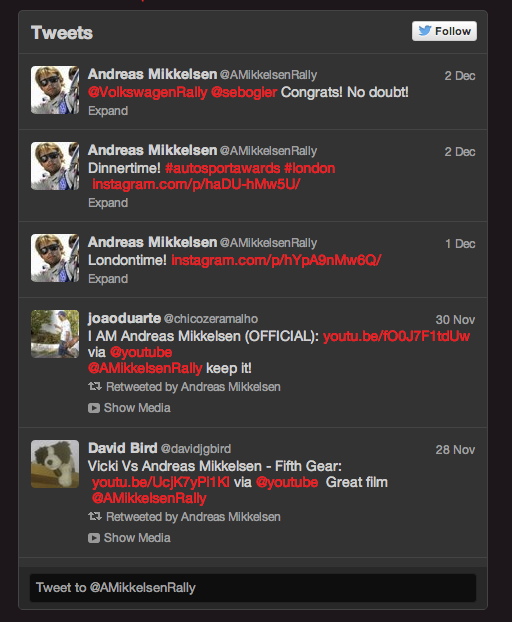 Tweets
Follow
Andreas Mikkelsen @AMikkelsenRally 2 Dec
@VolkswagenRally @sebogier Congrats! No doubt!
Expand
Andreas Mikkelsen @AMikkelsenRally 2 Dec
Dinnertime! #autosportawards #london
instagram.com/p/haDU-hMw5U/
Expand
Andreas Mikkelsen @AMikkelsenRally 1 Dec
Londontime! instagram.com/p/hYpA9nMw6Q/
Expand
joaoduarte @chicozeramalho 30 Nov
I AM Andreas Mikkelsen (OFFICIAL): youtu.be/fO0J7F1tdUw
via @youtube
@AMikkelsenRally keep it!
Retweeted by Andreas Mikkelsen
Show Media
David Bird @davidjgbird 28 Nov
Vicki Vs Andreas Mikkelsen - Fifth Gear:
youtu.be/UcjK7yPl1KI via @youtube Great film
@AMikkelsenRally
Retweeted by Andreas Mikkelsen
Show Media
Tweet to @AMikkelsenRally